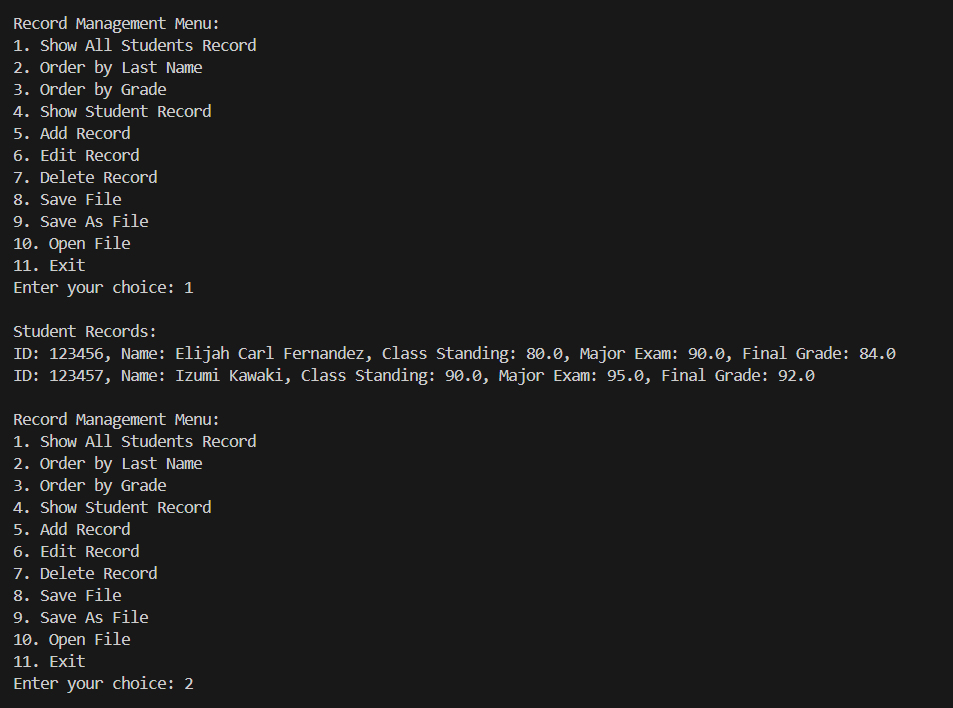 Record Management Menu:
1. Show All Students Record
2. Order by Last Name
3. Order by Grade
4. Show Student Record
5. Add Record
6. Edit Record
7. Delete Record
8. Save File
9. Save As File
10. Open File
11. Exit
Enter your choice: 1
Student Records:
ID: 123456, Name: Elijah Carl Fernandez, Class Standing: 80.0, Major Exam: 90.0, Final Grade: 84.0
ID: 123457, Name: Izumi Kawaki, Class Standing: 90.0, Major Exam: 95.0, Final Grade: 92.0
Record Management Menu:
1. Show All Students Record
2. Order by Last Name
3. Order by Grade
4. Show Student Record
5. Add Record
6. Edit Record
7. Delete Record
8. Save File
9. Save As File
10. Open File
11. Exit
Enter your choice: 2